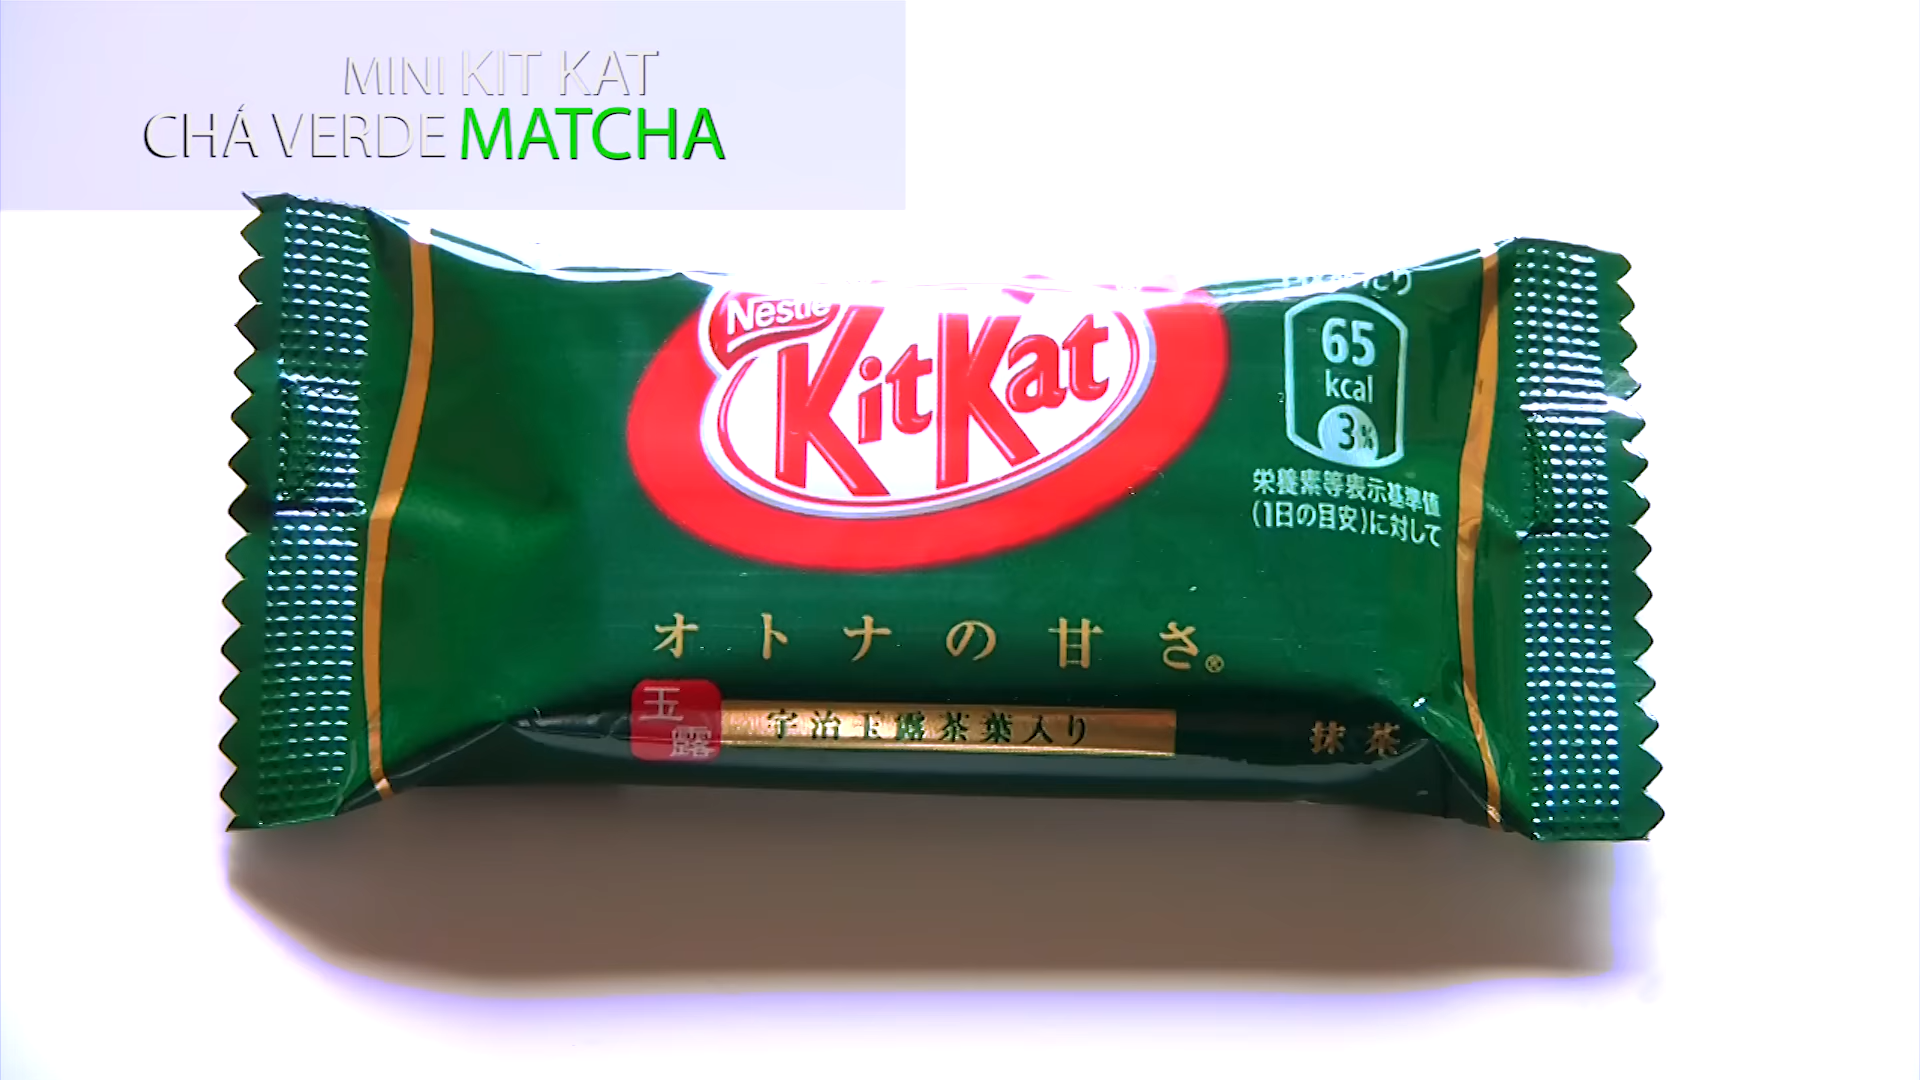 MINI KIT KAT
CHÁ VERDE MATCHA
Nestlé
KitKat
65
kcal
3%
栄養素等表示基準値
(1日の目安)に対して
オトナの甘さ®
玉露
宇治玉露茶葉入り
抹茶